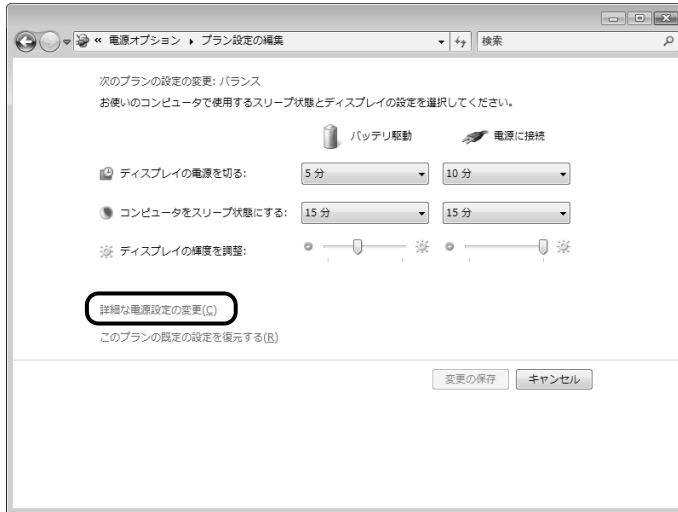 « 電源オプション ▸ プラン設定の編集 検索
次のプランの設定の変更: バランス
お使いのコンピュータで使用するスリープ状態とディスプレイの設定を選択してください。
バッテリ駆動 電源に接続
ディスプレイの電源を切る: 5 分 10 分
コンピュータをスリープ状態にする: 15 分 15 分
ディスプレイの輝度を調整:
詳細な電源設定の変更(C)
このプランの既定の設定を復元する(R)
変更の保存 キャンセル